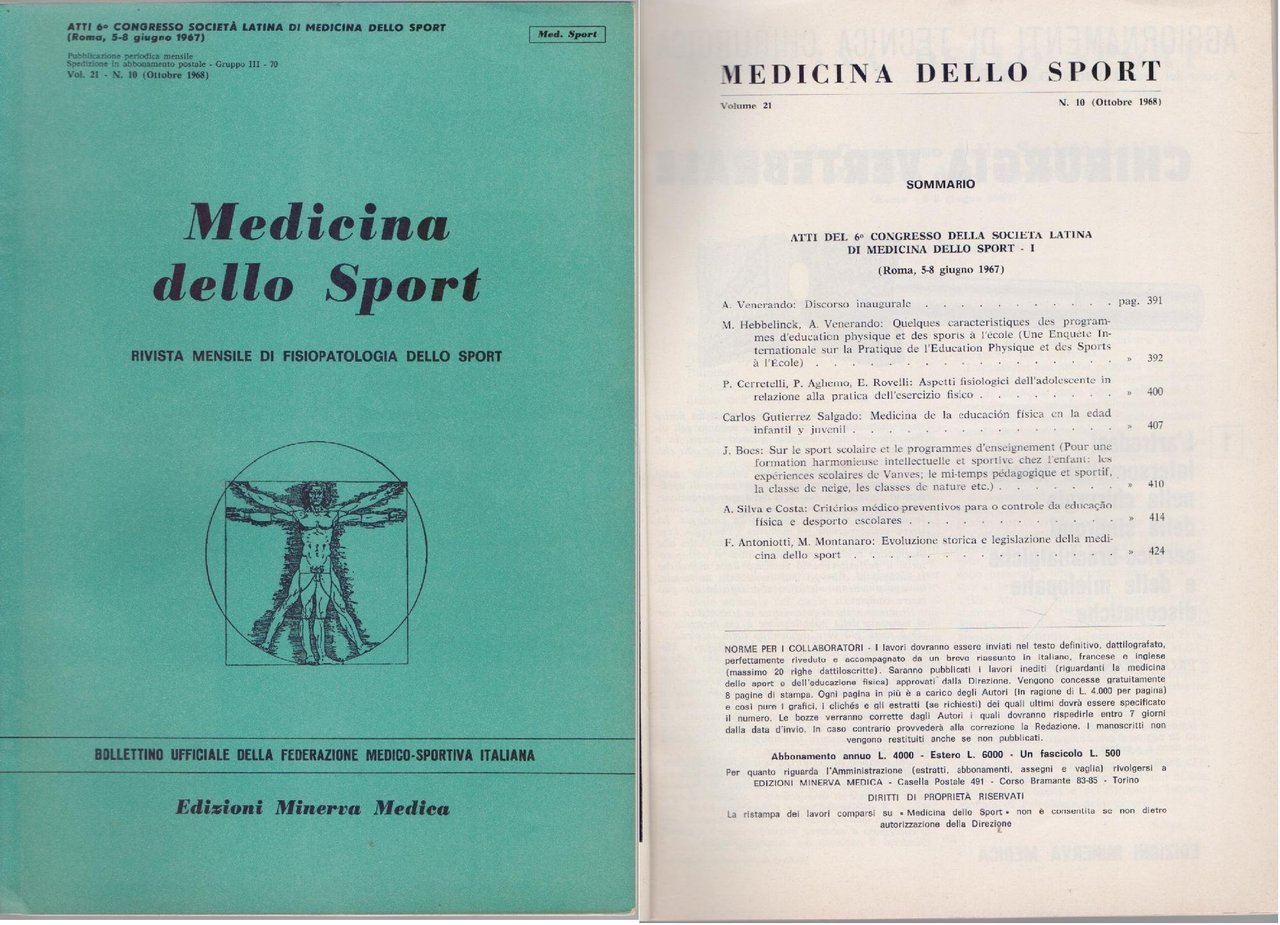 ATTI 6º CONGRESSO SOCIETÀ LATINA DI MEDICINA DELLO SPORT
(Roma, 5-8 giugno 1967)
Med. Sport
Pubblicazione periodica mensile
Spedizione in abbonamento postale - Gruppo III - 70
Vol. 21 - N. 10 (Ottobre 1968)
Medicina
dello Sport
RIVISTA MENSILE DI FISIOPATOLOGIA DELLO SPORT
BOLLETTINO UFFICIALE DELLA FEDERAZIONE MEDICO-SPORTIVA ITALIANA
Edizioni Minerva Medica
MEDICINA DELLO SPORT
Volume 21 N. 10 (Ottobre 1968)
SOMMARIO
ATTI DEL 6º CONGRESSO DELLA SOCIETA LATINA
DI MEDICINA DELLO SPORT - I
(Roma, 5-8 giugno 1967)
A. Venerando: Discorso inaugurale . . . . . . . . . . . pag. 391
M. Hebbelinck, A. Venerando: Quelques caracteristiques des program-
mes d'education physique et des sports à l'école (Une Enquête In-
ternationale sur la Pratique de l'Education Physique et des Sports
à l'Ecole) . . . . . . . . . . . . . . . . . » 392
P. Cerretelli, P. Aghemo, E. Rovelli: Aspetti fisiologici dell'adolescente in
relazione alla pratica dell'esercizio fisico . . . . . . . . » 400
Carlos Gutierrez Salgado: Medicina de la educación física en la edad
infantil y juvenil . . . . . . . . . . . . . . . » 407
J. Boes: Sur le sport scolaire et le programmes d'enseignement (Pour une
formation harmonieuse intellectuelle et sportive chez l'enfant: les
expériences scolaires de Vanves; le mi-temps pédagogique et sportif,
la classe de neige, les classes de nature etc.) . . . . . . . » 410
A. Silva e Costa: Critérios médico-preventivos para o controle da educação
física e desporto escolares . . . . . . . . . . . . » 414
F. Antoniotti, M. Montanaro: Evoluzione storica e legislazione della medi-
cina dello sport . . . . . . . . . . . . . . . » 424
NORME PER I COLLABORATORI - I lavori dovranno essere inviati nel testo definitivo, dattilografato,
perfettamente riveduto e accompagnato da un breve riassunto in italiano, francese e inglese
(massimo 20 righe dattiloscritte). Saranno pubblicati i lavori inediti (riguardanti la medicina
dello sport o dell'educazione fisica) approvati dalla Direzione. Vengono concesse gratuitamente
8 pagine di stampa. Ogni pagina in più è a carico degli Autori (in ragione di L. 4.000 per pagina)
e così pure i grafici, i clichés e gli estratti (se richiesti) dei quali ultimi dovrà essere specificato
il numero. Le bozze verranno corrette dagli Autori i quali dovranno rispedirle entro 7 giorni
dalla data d'invio. In caso contrario provvederà alla correzione la Redazione. I manoscritti non
vengono restituiti anche se non pubblicati.
Abbonamento annuo L. 4000 - Estero L. 6000 - Un fascicolo L. 500
Per quanto riguarda l'Amministrazione (estratti, abbonamenti, assegni e vaglia) rivolgersi a
EDIZIONI MINERVA MEDICA - Casella Postale 491 - Corso Bramante 83-85 - Torino
DIRITTI DI PROPRIETÀ RISERVATI
La ristampa dei lavori comparsi su « Medicina dello Sport » non è consentita se non dietro
autorizzazione della Direzione